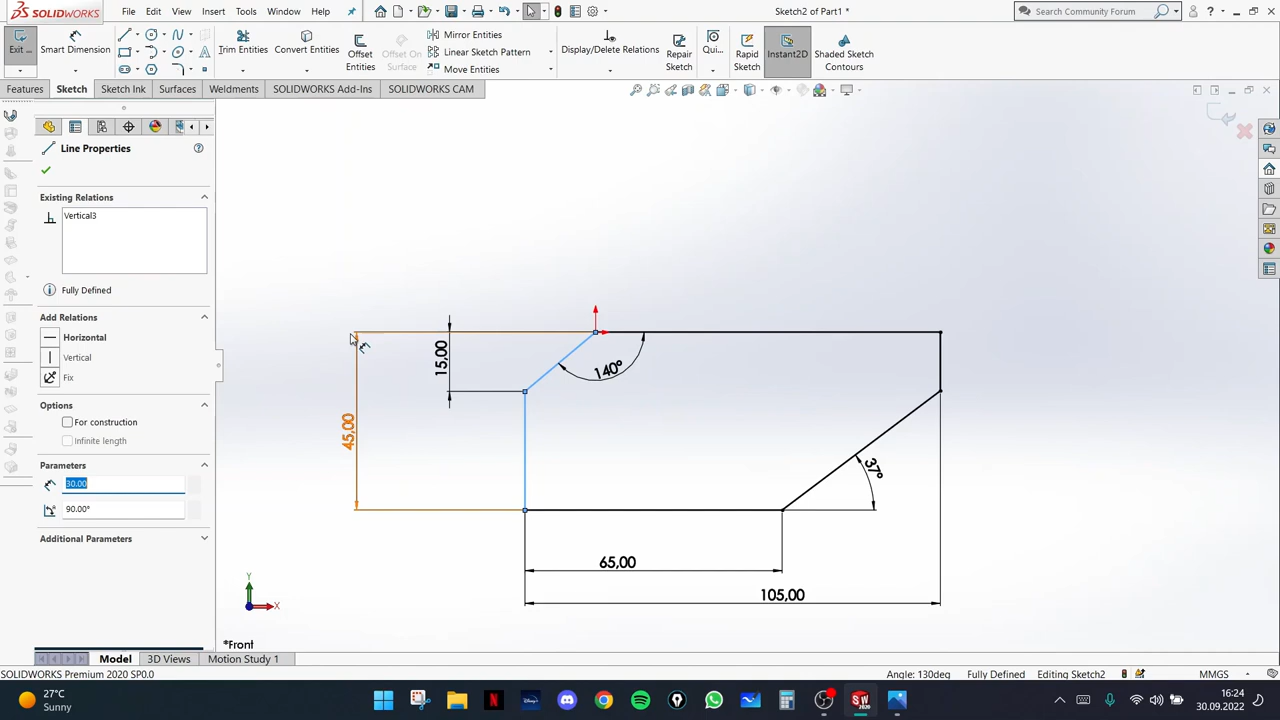 SOLIDWORKS
File Edit View Insert Tools Window
Sketch2 of Part1 *
Search Community Forum
Exit ...
Smart Dimension
Trim Entities
Convert Entities
Offset Entities
Offset On Surface
Mirror Entities
Linear Sketch Pattern
Move Entities
Display/Delete Relations
Repair Sketch
Qui...
Rapid Sketch
Instant2D
Shaded Sketch Contours
Features Sketch Sketch Ink Surfaces Weldments SOLIDWORKS Add-Ins SOLIDWORKS CAM
Line Properties
Existing Relations
Vertical3
Fully Defined
Add Relations
Horizontal
Vertical
Fix
Options
For construction
Infinite length
Parameters
30.00
90.00°
Additional Parameters
15,00
140°
45,00
37°
65,00
105,00
Y
X
*Front
Model 3D Views Motion Study 1
SOLIDWORKS Premium 2020 SP0.0
Angle: 130deg Fully Defined Editing Sketch2 MMGS
27°C
Sunny
16:24
30.09.2022